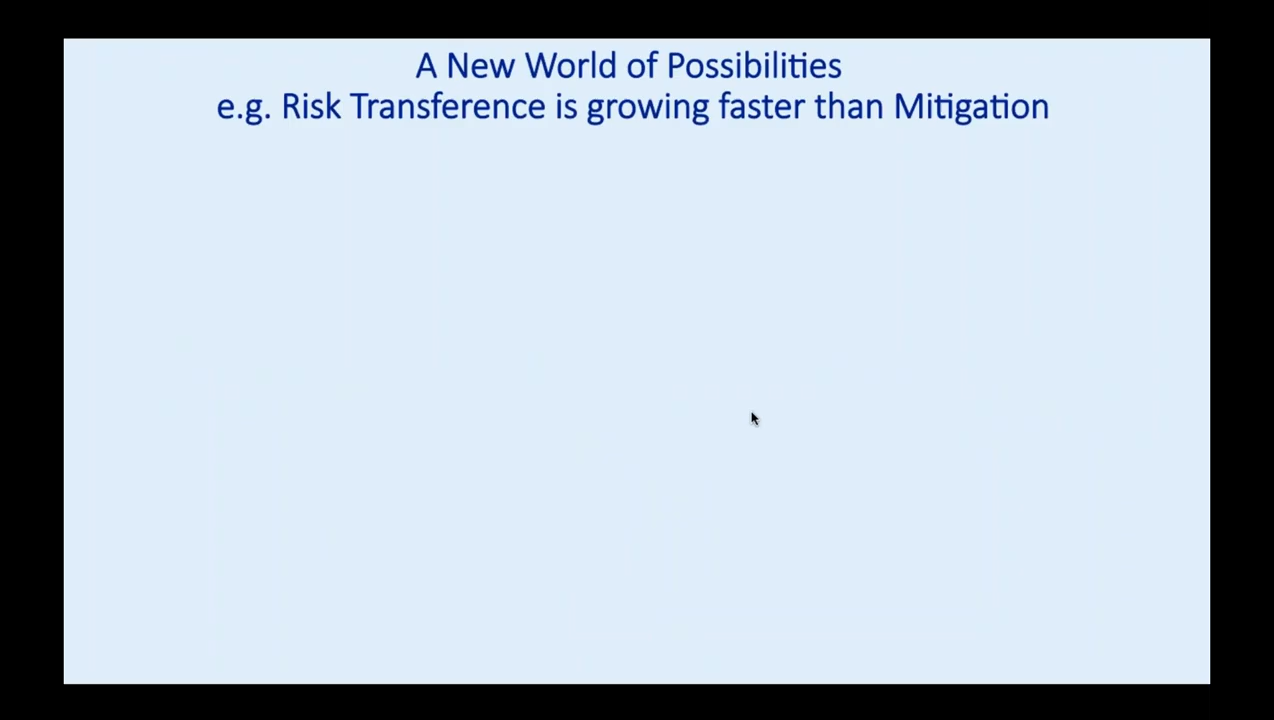 A New World of Possibilities
e.g. Risk Transference is growing faster than Mitigation